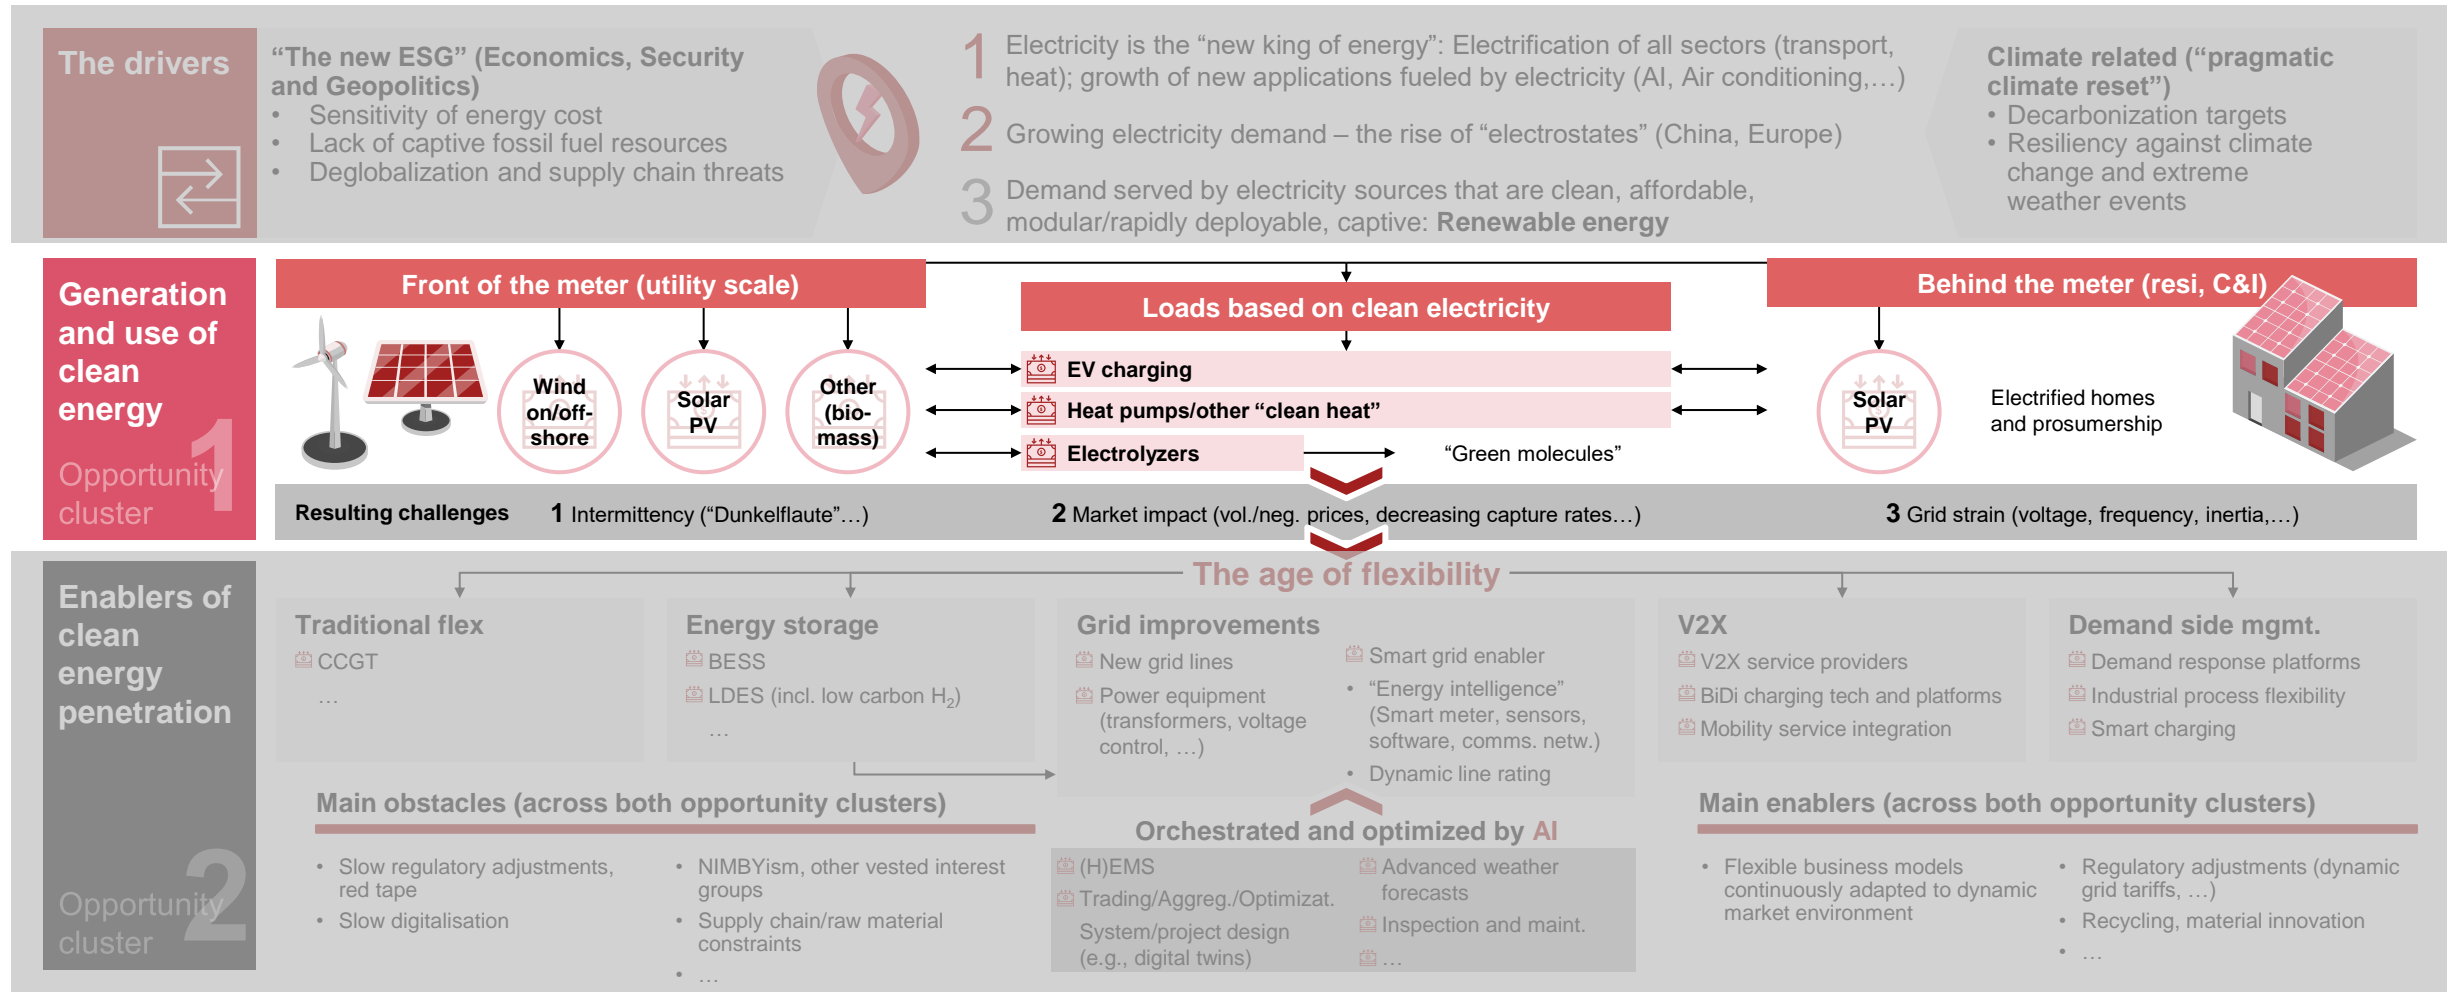 The drivers
“The new ESG” (Economics, Security
and Geopolitics)
• Sensitivity of energy cost
• Lack of captive fossil fuel resources
• Deglobalization and supply chain threats
1 Electricity is the “new king of energy”: Electrification of all sectors (transport,
heat); growth of new applications fueled by electricity (AI, Air conditioning,…)
2 Growing electricity demand – the rise of “electrostates” (China, Europe)
3 Demand served by electricity sources that are clean, affordable,
modular/rapidly deployable, captive: Renewable energy
Climate related (“pragmatic
climate reset”)
• Decarbonization targets
• Resiliency against climate
change and extreme
weather events
Generation
and use of
clean
energy
Opportunity
cluster
1
Front of the meter (utility scale)
Wind
on/off-
shore
Solar
PV
Other
(bio-
mass)
Loads based on clean electricity
EV charging
Heat pumps/other “clean heat”
Electrolyzers
“Green molecules”
Behind the meter (resi, C&I)
Solar
PV
Electrified homes
and prosumership
Resulting challenges
1 Intermittency (“Dunkelflaute”…)
2 Market impact (vol./neg. prices, decreasing capture rates…)
3 Grid strain (voltage, frequency, inertia,…)
Enablers of
clean
energy
penetration
Opportunity
cluster
2
The age of flexibility
Traditional flex
CCGT
…
Energy storage
BESS
LDES (incl. low carbon H₂)
…
Grid improvements
New grid lines
Power equipment
(transformers, voltage
control, …)
Smart grid enabler
• “Energy intelligence”
(Smart meter, sensors,
software, comms. netw.)
• Dynamic line rating
V2X
V2X service providers
BiDi charging tech and platforms
Mobility service integration
Demand side mgmt.
Demand response platforms
Industrial process flexibility
Smart charging
Main obstacles (across both opportunity clusters)
• Slow regulatory adjustments,
red tape
• Slow digitalisation
• NIMBYism, other vested interest
groups
• Supply chain/raw material
constraints
• …
Orchestrated and optimized by AI
(H)EMS
Trading/Aggreg./Optimizat.
System/project design
(e.g., digital twins)
Advanced weather
forecasts
Inspection and maint.
…
Main enablers (across both opportunity clusters)
• Flexible business models
continuously adapted to dynamic
market environment
• Regulatory adjustments (dynamic
grid tariffs, …)
• Recycling, material innovation
• …